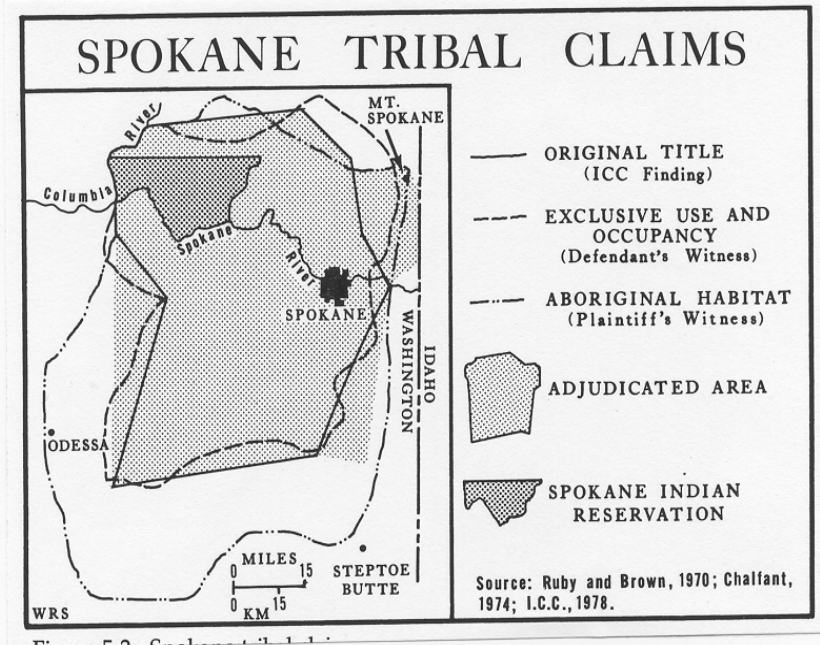 SPOKANE TRIBAL CLAIMS
River
MT.
SPOKANE
Columbia
Spokane
River
SPOKANE
WASHINGTON
IDAHO
ODESSA
MILES
0 15
0 15
KM
STEPTOE
BUTTE
WRS
ORIGINAL TITLE
(ICC Finding)
EXCLUSIVE USE AND
OCCUPANCY
(Defendant's Witness)
ABORIGINAL HABITAT
(Plaintiff's Witness)
ADJUDICATED AREA
SPOKANE INDIAN
RESERVATION
Source: Ruby and Brown, 1970; Chalfant,
1974; I.C.C., 1978.